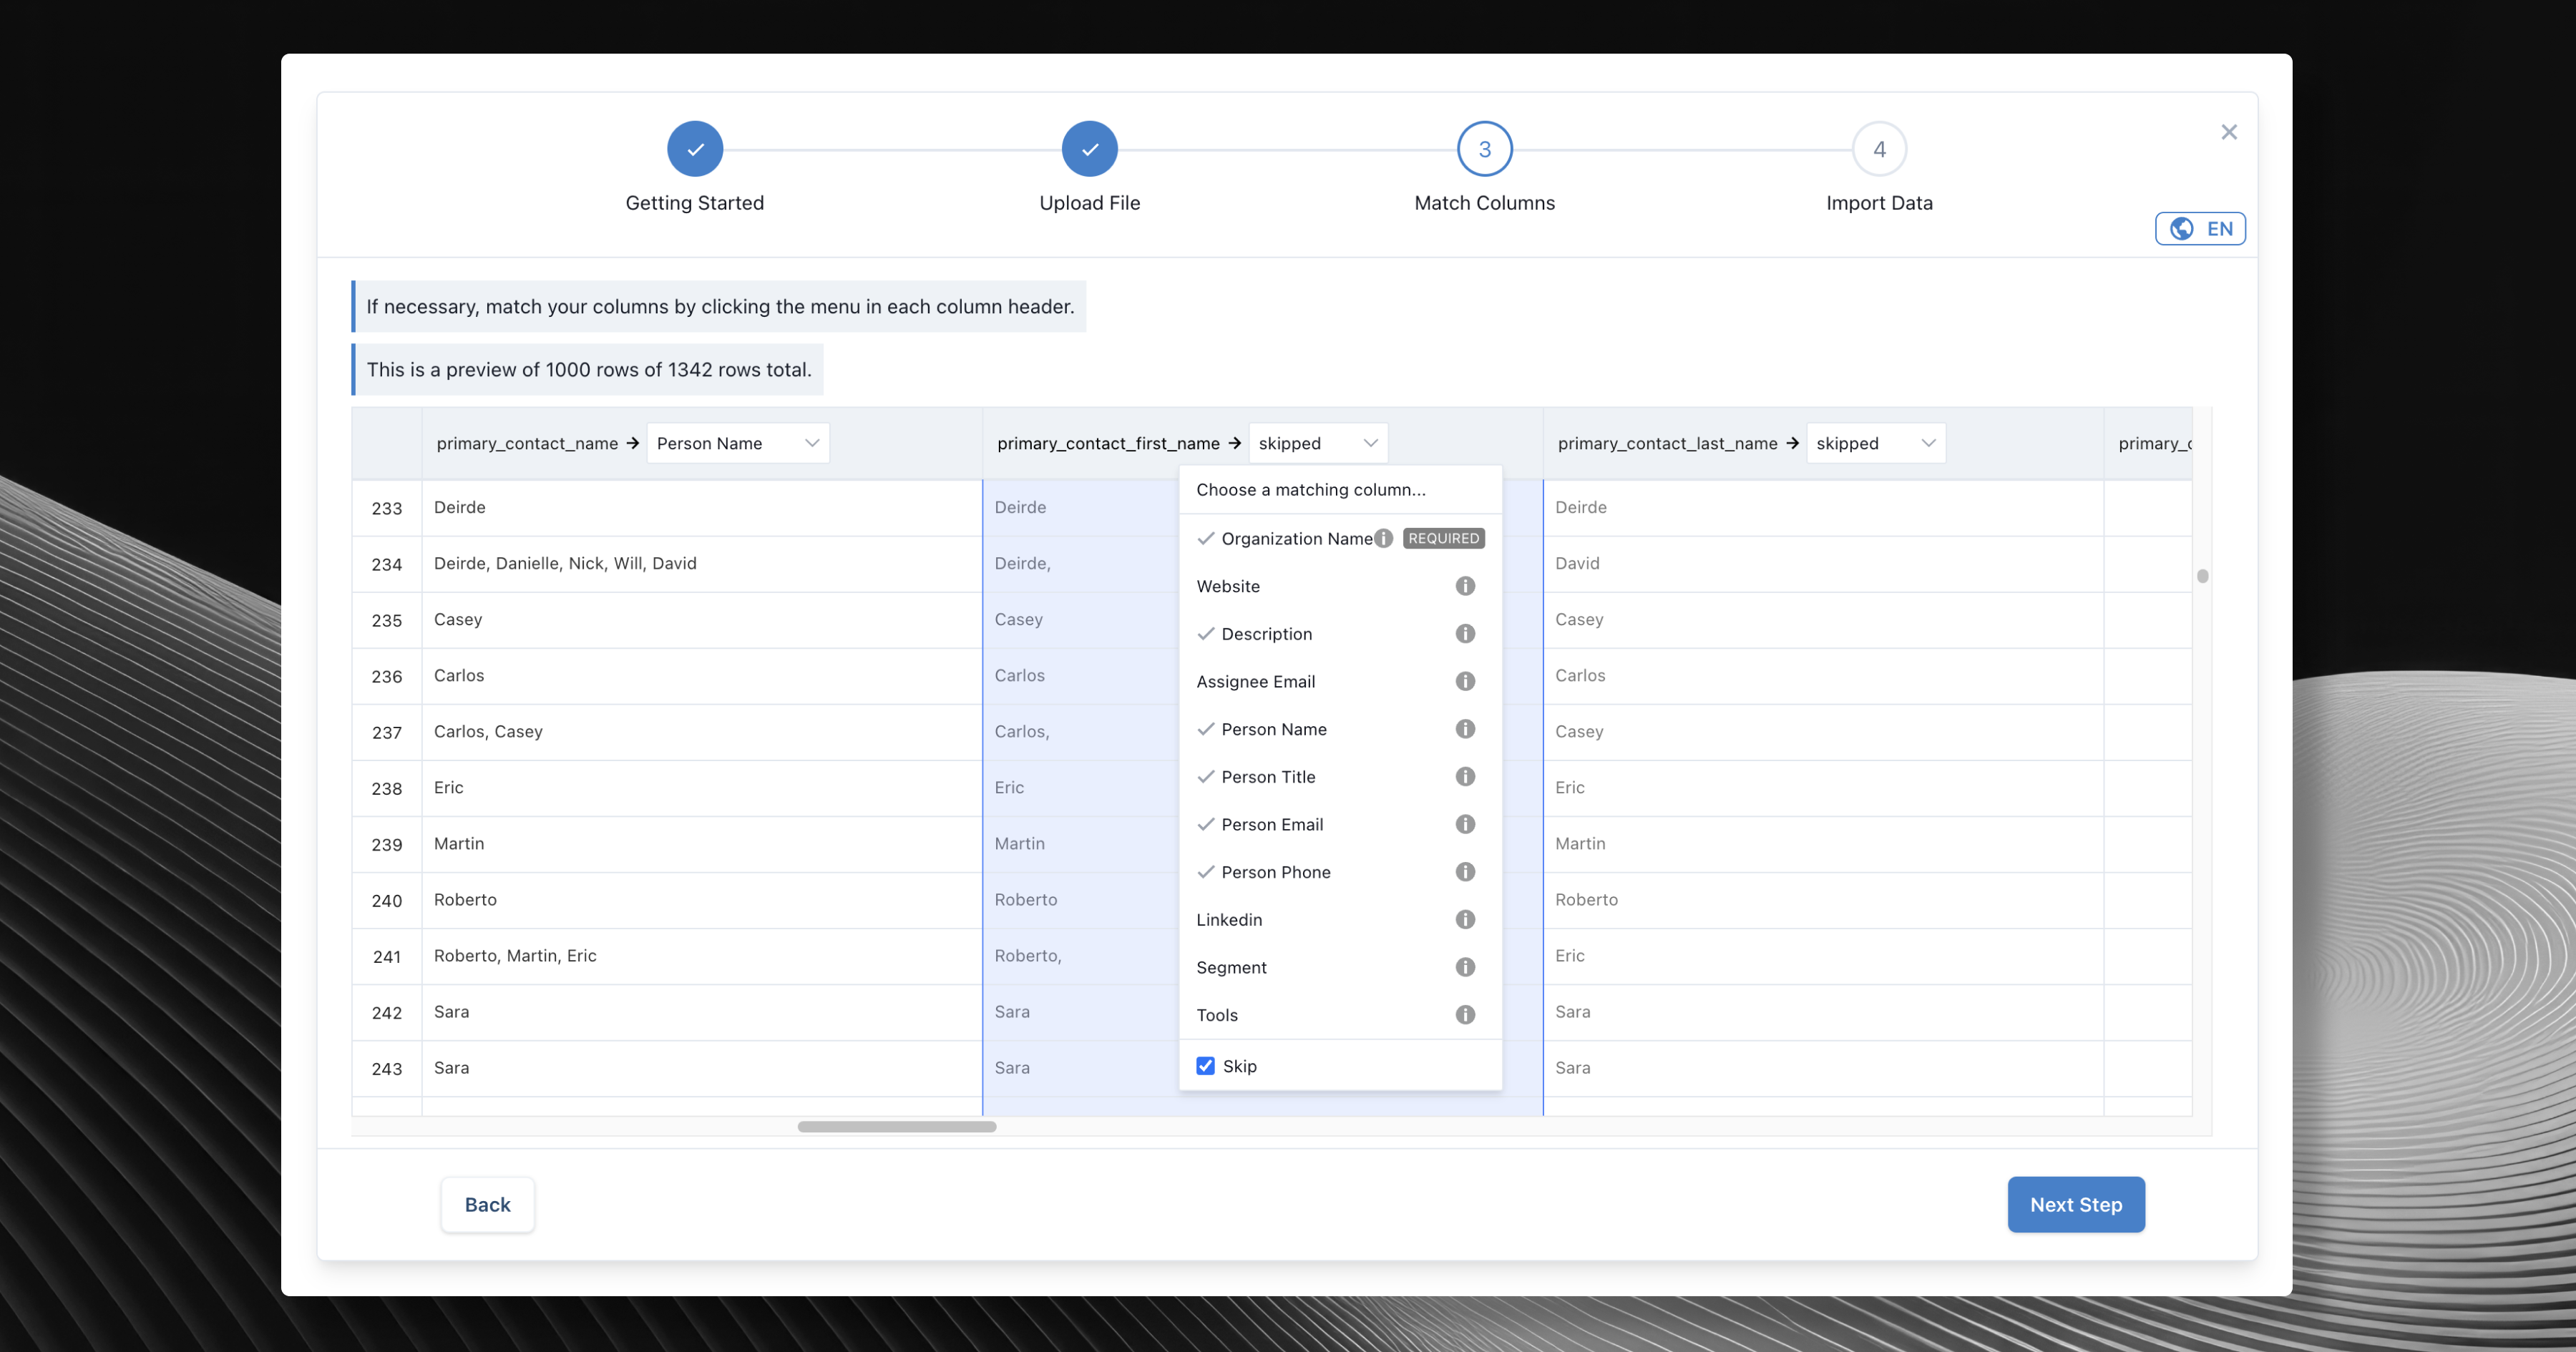 3
4
Getting Started
Upload File
Match Columns
Import Data
EN
If necessary, match your columns by clicking the menu in each column header.
This is a preview of 1000 rows of 1342 rows total.
primary_contact_name → Person Name
primary_contact_first_name → skipped
primary_contact_last_name → skipped
233 Deirde Deirde Deirde
234 Deirde, Danielle, Nick, Will, David Deirde, David
235 Casey Casey Casey
236 Carlos Carlos Carlos
237 Carlos, Casey Carlos, Casey
238 Eric Eric Eric
239 Martin Martin Martin
240 Roberto Roberto Roberto
241 Roberto, Martin, Eric Roberto, Eric
242 Sara Sara Sara
243 Sara Sara Sara
Choose a matching column...
Organization Name REQUIRED
Website
Description
Assignee Email
Person Name
Person Title
Person Email
Person Phone
Linkedin
Segment
Tools
Skip
Back
Next Step